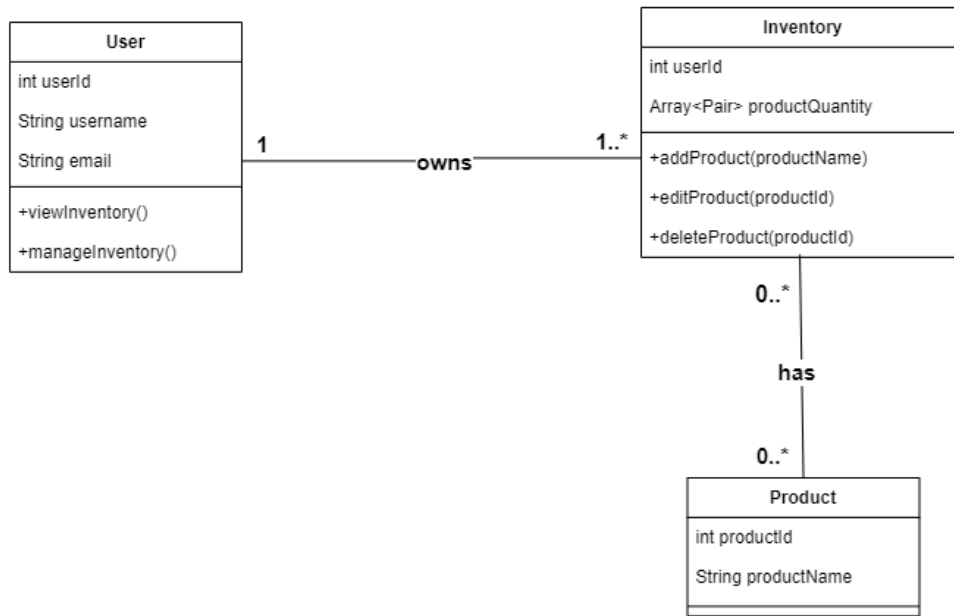 User
int userId
String username
String email
+viewInventory()
+manageInventory()
1
owns
1..*
Inventory
int userId
Array<Pair> productQuantity
+addProduct(productName)
+editProduct(productId)
+deleteProduct(productId)
0..*
has
0..*
Product
int productId
String productName